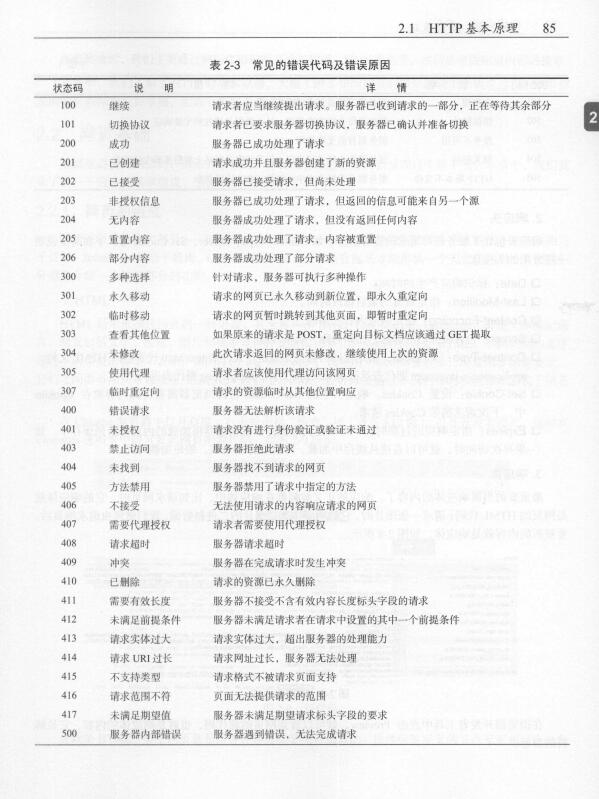 2.1 HTTP 基本原理 85
表 2-3 常见的错误代码及错误原因
状态码 说 明 详 情
100 继续 请求者应当继续提出请求。服务器已收到请求的一部分，正在等待其余部分
101 切换协议 请求者已要求服务器切换协议，服务器已确认并准备切换
200 成功 服务器已成功处理了请求
201 已创建 请求成功并且服务器创建了新的资源
202 已接受 服务器已接受请求，但尚未处理
203 非授权信息 服务器已成功处理了请求，但返回的信息可能来自另一个源
204 无内容 服务器成功处理了请求，但没有返回任何内容
205 重置内容 服务器成功处理了请求，内容被重置
206 部分内容 服务器成功处理了部分请求
300 多种选择 针对请求，服务器可执行多种操作
301 永久移动 请求的网页已永久移动到新位置，即永久重定向
302 临时移动 请求的网页暂时跳转到其他页面，即暂时重定向
303 查看其他位置 如果原来的请求是 POST，重定向目标文档应该通过 GET 提取
304 未修改 此次请求返回的网页未修改，继续使用上次的资源
305 使用代理 请求者应该使用代理访问该网页
307 临时重定向 请求的资源临时从其他位置响应
400 错误请求 服务器无法解析该请求
401 未授权 请求没有进行身份验证或验证未通过
403 禁止访问 服务器拒绝此请求
404 未找到 服务器找不到请求的网页
405 方法禁用 服务器禁用了请求中指定的方法
406 不接受 无法使用请求的内容响应请求的网页
407 需要代理授权 请求者需要使用代理授权
408 请求超时 服务器请求超时
409 冲突 服务器在完成请求时发生冲突
410 已删除 请求的资源已永久删除
411 需要有效长度 服务器不接受不含有效内容长度标头字段的请求
412 未满足前提条件 服务器未满足请求者在请求中设置的其中一个前提条件
413 请求实体过大 请求实体过大，超出服务器的处理能力
414 请求 URI 过长 请求网址过长，服务器无法处理
415 不支持类型 请求格式不被请求页面支持
416 请求范围不符 页面无法提供请求的范围
417 未满足期望值 服务器未满足期望请求标头字段的要求
500 服务器内部错误 服务器遇到错误，无法完成请求
2